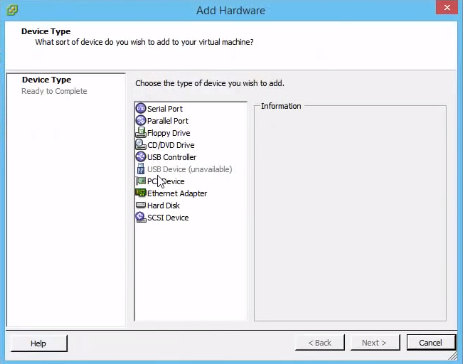 Add Hardware
Device Type
What sort of device do you wish to add to your virtual machine?
Device Type
Ready to Complete
Choose the type of device you wish to add.
Serial Port
Parallel Port
Floppy Drive
CD/DVD Drive
USB Controller
USB Device (unavailable)
PCI Device
Ethernet Adapter
Hard Disk
SCSI Device
Information
Help
< Back
Next >
Cancel